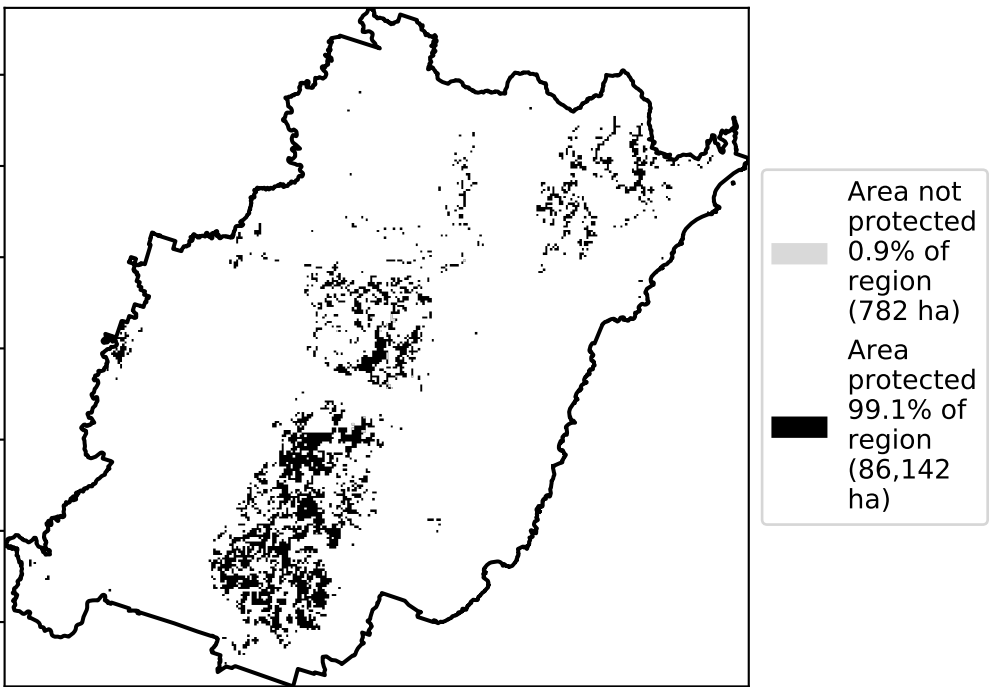 Area not
protected
0.9% of
region
(782 ha)
Area
protected
99.1% of
region
(86,142
ha)